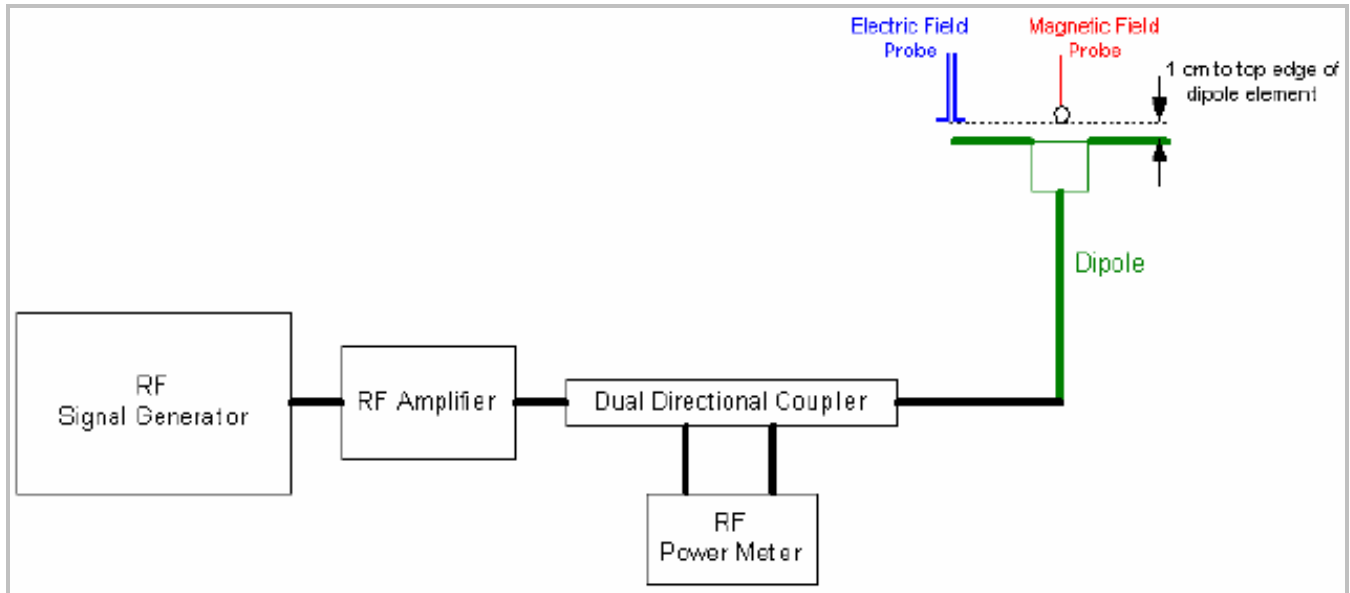 Electric Field
Probe
Magnetic Field
Probe
1 cm to top edge of
dipole element
Dipole
RF
Signal Generator
RF Amplifier
Dual Directional Coupler
RF
Power Meter